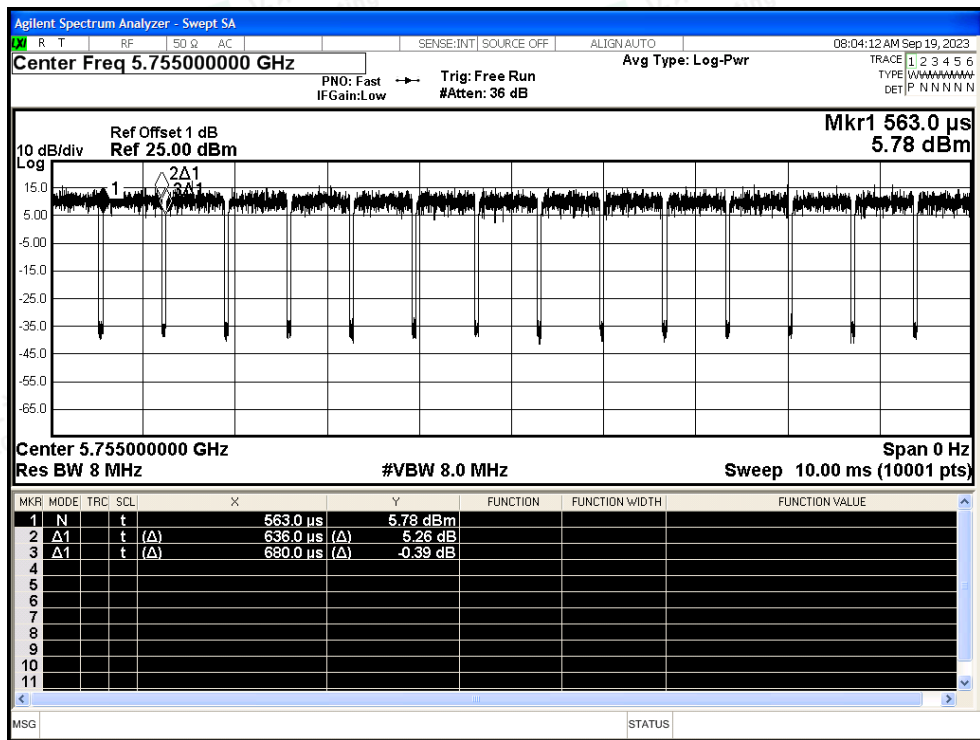 Agilent Spectrum Analyzer - Swept SA
LXI R T RF 50 Ω AC SENSE:INT SOURCE OFF ALIGN AUTO 08:04:12 AM Sep 19, 2023
Center Freq 5.755000000 GHz
PNO: Fast
IFGain:Low
Trig: Free Run
#Atten: 36 dB
Avg Type: Log-Pwr
TRACE 1 2 3 4 5 6
TYPE W
DET P N N N N N
Mkr1 563.0 µs
5.78 dBm
Ref Offset 1 dB
10 dB/div Ref 25.00 dBm
Log
15.0
5.00
-5.00
-15.0
-25.0
-35.0
-45.0
-55.0
-65.0
1
2Δ1
3Δ1
Center 5.755000000 GHz Span 0 Hz
Res BW 8 MHz #VBW 8.0 MHz Sweep 10.00 ms (10001 pts)
MKR MODE TRC SCL X Y FUNCTION FUNCTION WIDTH FUNCTION VALUE
1 N t 563.0 µs 5.78 dBm
2 Δ1 t (Δ) 636.0 µs (Δ) 5.26 dB
3 Δ1 t (Δ) 680.0 µs (Δ) -0.39 dB
4
5
6
7
8
9
10
11
MSG STATUS